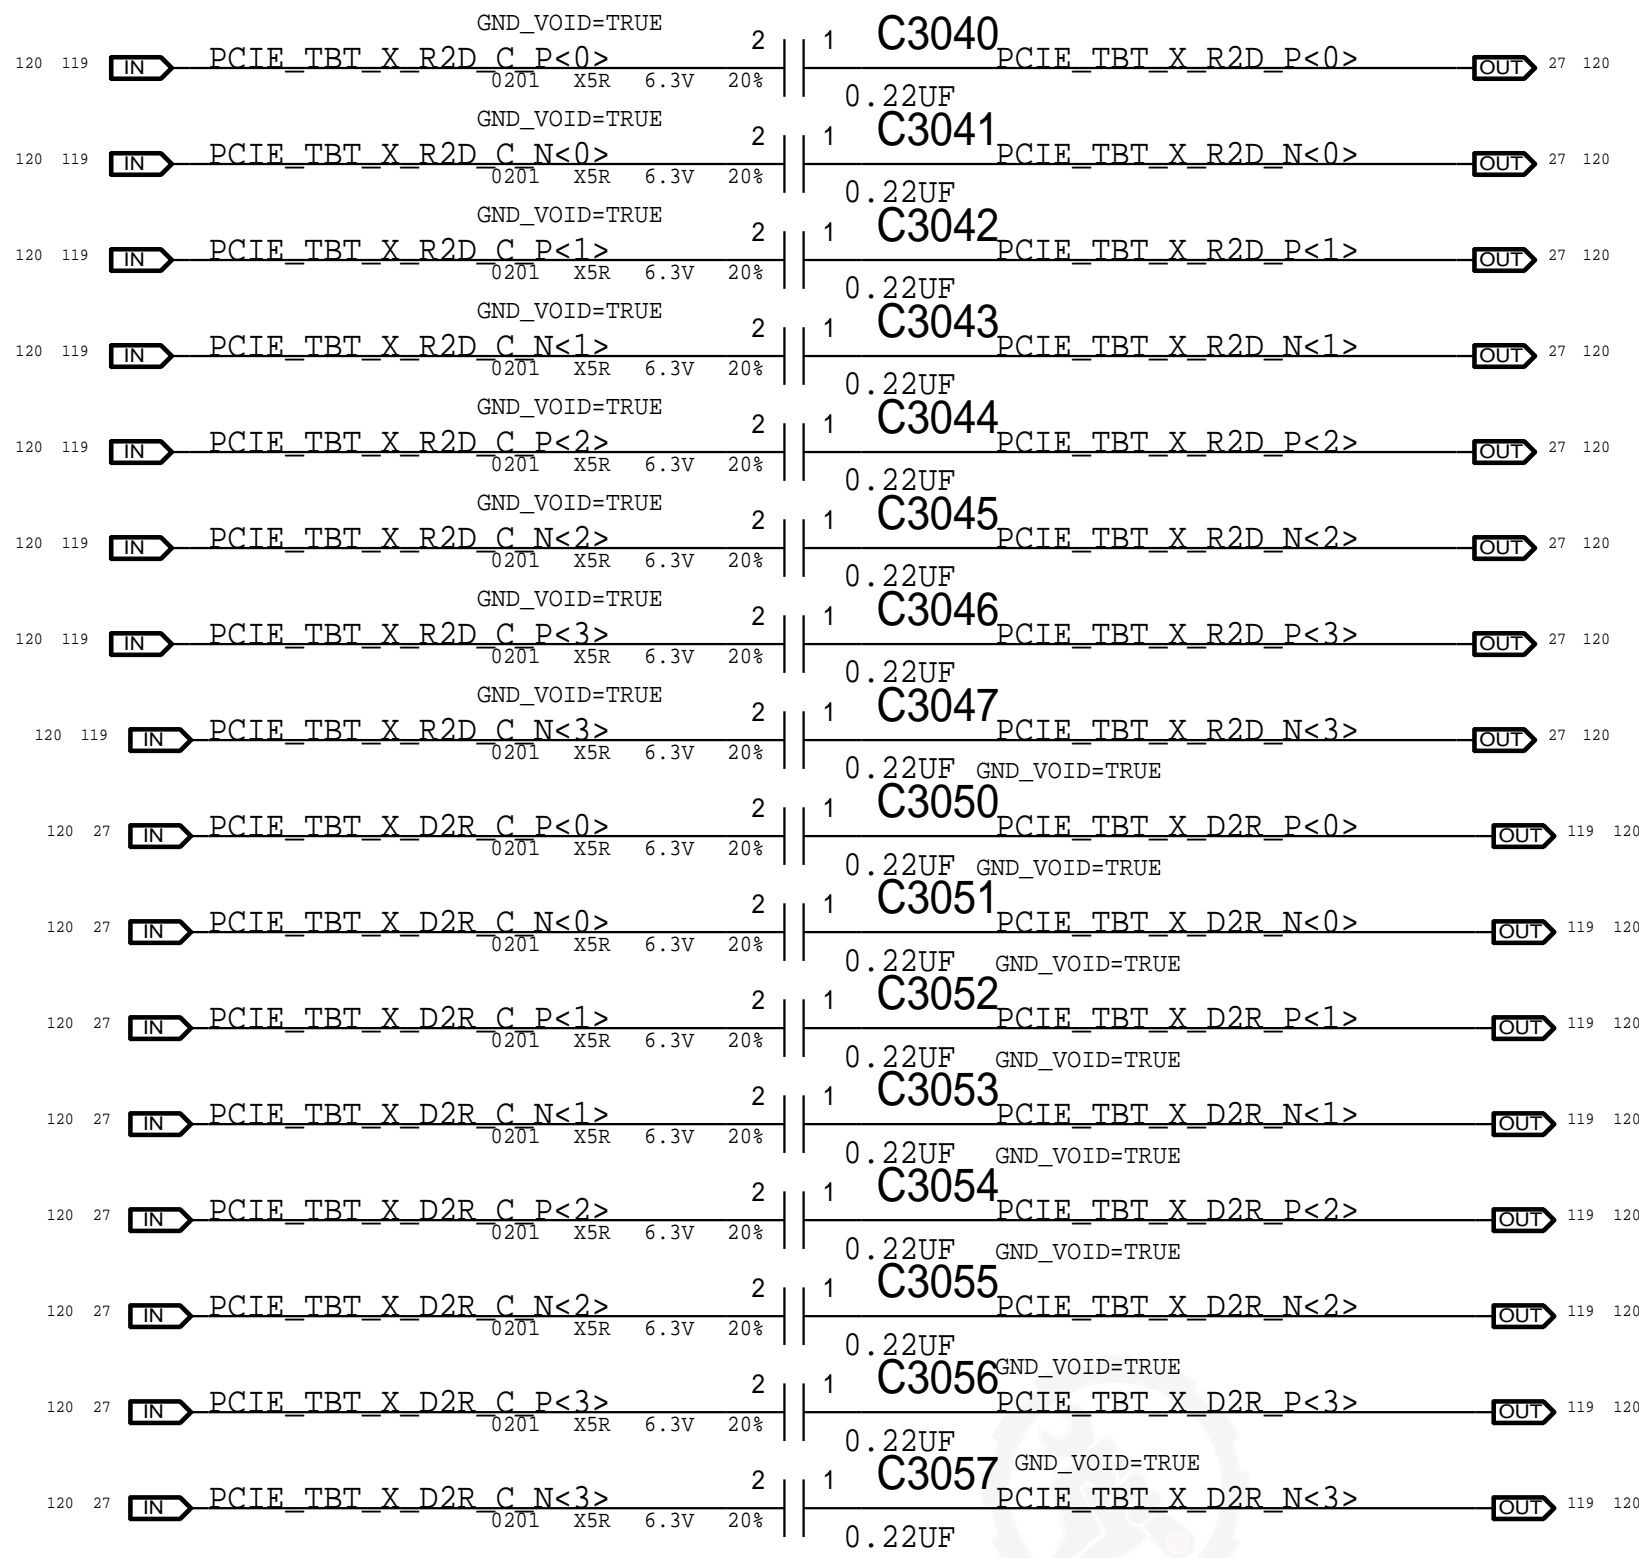 GND_VOID=TRUE
120 119 IN PCIE_TBT_X_R2D_C_P<0> 2 1 C3040 PCIE_TBT_X_R2D_P<0> OUT 27 120
0201 X5R 6.3V 20%
0.22UF
GND_VOID=TRUE
120 119 IN PCIE_TBT_X_R2D_C_N<0> 2 1 C3041 PCIE_TBT_X_R2D_N<0> OUT 27 120
0201 X5R 6.3V 20%
0.22UF
GND_VOID=TRUE
120 119 IN PCIE_TBT_X_R2D_C_P<1> 2 1 C3042 PCIE_TBT_X_R2D_P<1> OUT 27 120
0201 X5R 6.3V 20%
0.22UF
GND_VOID=TRUE
120 119 IN PCIE_TBT_X_R2D_C_N<1> 2 1 C3043 PCIE_TBT_X_R2D_N<1> OUT 27 120
0201 X5R 6.3V 20%
0.22UF
GND_VOID=TRUE
120 119 IN PCIE_TBT_X_R2D_C_P<2> 2 1 C3044 PCIE_TBT_X_R2D_P<2> OUT 27 120
0201 X5R 6.3V 20%
0.22UF
GND_VOID=TRUE
120 119 IN PCIE_TBT_X_R2D_C_N<2> 2 1 C3045 PCIE_TBT_X_R2D_N<2> OUT 27 120
0201 X5R 6.3V 20%
0.22UF
GND_VOID=TRUE
120 119 IN PCIE_TBT_X_R2D_C_P<3> 2 1 C3046 PCIE_TBT_X_R2D_P<3> OUT 27 120
0201 X5R 6.3V 20%
0.22UF
GND_VOID=TRUE
120 119 IN PCIE_TBT_X_R2D_C_N<3> 2 1 C3047 PCIE_TBT_X_R2D_N<3> OUT 27 120
0201 X5R 6.3V 20%
0.22UF GND_VOID=TRUE
120 27 IN PCIE_TBT_X_D2R_C_P<0> 2 1 C3050 PCIE_TBT_X_D2R_P<0> OUT 119 120
0201 X5R 6.3V 20%
0.22UF GND_VOID=TRUE
120 27 IN PCIE_TBT_X_D2R_C_N<0> 2 1 C3051 PCIE_TBT_X_D2R_N<0> OUT 119 120
0201 X5R 6.3V 20%
0.22UF GND_VOID=TRUE
120 27 IN PCIE_TBT_X_D2R_C_P<1> 2 1 C3052 PCIE_TBT_X_D2R_P<1> OUT 119 120
0201 X5R 6.3V 20%
0.22UF GND_VOID=TRUE
120 27 IN PCIE_TBT_X_D2R_C_N<1> 2 1 C3053 PCIE_TBT_X_D2R_N<1> OUT 119 120
0201 X5R 6.3V 20%
0.22UF GND_VOID=TRUE
120 27 IN PCIE_TBT_X_D2R_C_P<2> 2 1 C3054 PCIE_TBT_X_D2R_P<2> OUT 119 120
0201 X5R 6.3V 20%
0.22UF GND_VOID=TRUE
120 27 IN PCIE_TBT_X_D2R_C_N<2> 2 1 C3055 PCIE_TBT_X_D2R_N<2> OUT 119 120
0201 X5R 6.3V 20%
0.22UF
GND_VOID=TRUE
120 27 IN PCIE_TBT_X_D2R_C_P<3> 2 1 C3056 PCIE_TBT_X_D2R_P<3> OUT 119 120
0201 X5R 6.3V 20%
0.22UF
GND_VOID=TRUE
120 27 IN PCIE_TBT_X_D2R_C_N<3> 2 1 C3057 PCIE_TBT_X_D2R_N<3> OUT 119 120
0201 X5R 6.3V 20%
0.22UF